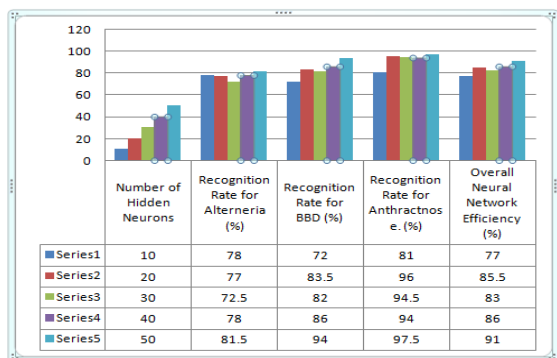 120
100
80
60
40
20
0
Number of Hidden Neurons
Recognition Rate for Alterneria (%)
Recognition Rate for BBD (%)
Recognition Rate for Anthractnos e. (%)
Overall Neural Network Efficiency (%)
Series1 10 78 72 81 77
Series2 20 77 83.5 96 85.5
Series3 30 72.5 82 94.5 83
Series4 40 78 86 94 86
Series5 50 81.5 94 97.5 91